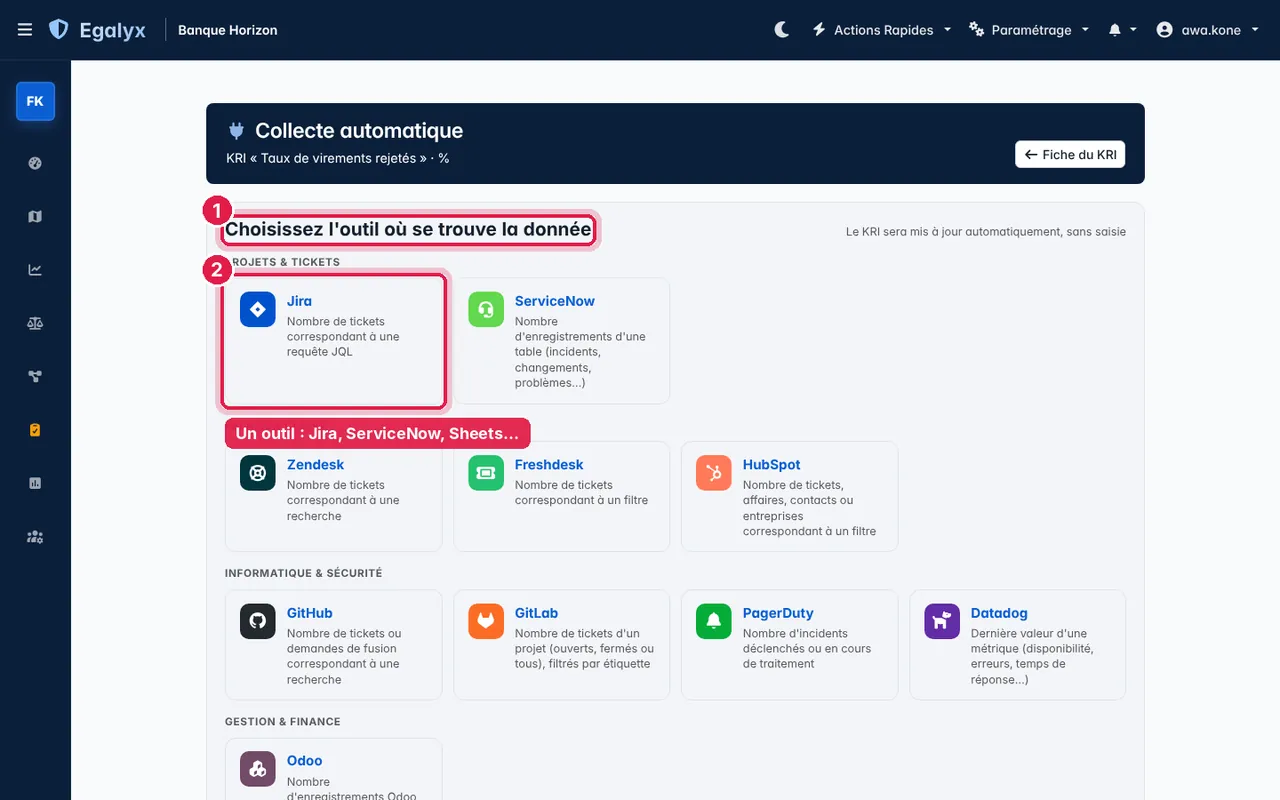 Egalyx
Banque Horizon
Actions Rapides
Paramétrage
awa.kone
FK
Collecte automatique
KRI « Taux de virements rejetés » · %
← Fiche du KRI
1
Choisissez l'outil où se trouve la donnée
Le KRI sera mis à jour automatiquement, sans saisie
2
ROJETS & TICKETS
Jira
Nombre de tickets
correspondant à une
requête JQL
ServiceNow
Nombre
d'enregistrements d'une
table (incidents,
changements,
problèmes...)
Un outil : Jira, ServiceNow, Sheets...
Zendesk
Nombre de tickets
correspondant à une
recherche
Freshdesk
Nombre de tickets
correspondant à un filtre
HubSpot
Nombre de tickets,
affaires, contacts ou
entreprises
correspondant à un filtre
INFORMATIQUE & SÉCURITÉ
GitHub
Nombre de tickets ou
demandes de fusion
correspondant à une
recherche
GitLab
Nombre de tickets d'un
projet (ouverts, fermés ou
tous), filtrés par étiquette
PagerDuty
Nombre d'incidents
déclenchés ou en cours
de traitement
Datadog
Dernière valeur d'une
métrique (disponibilité,
erreurs, temps de
réponse...)
GESTION & FINANCE
Odoo
Nombre
d'enregistrements Odoo